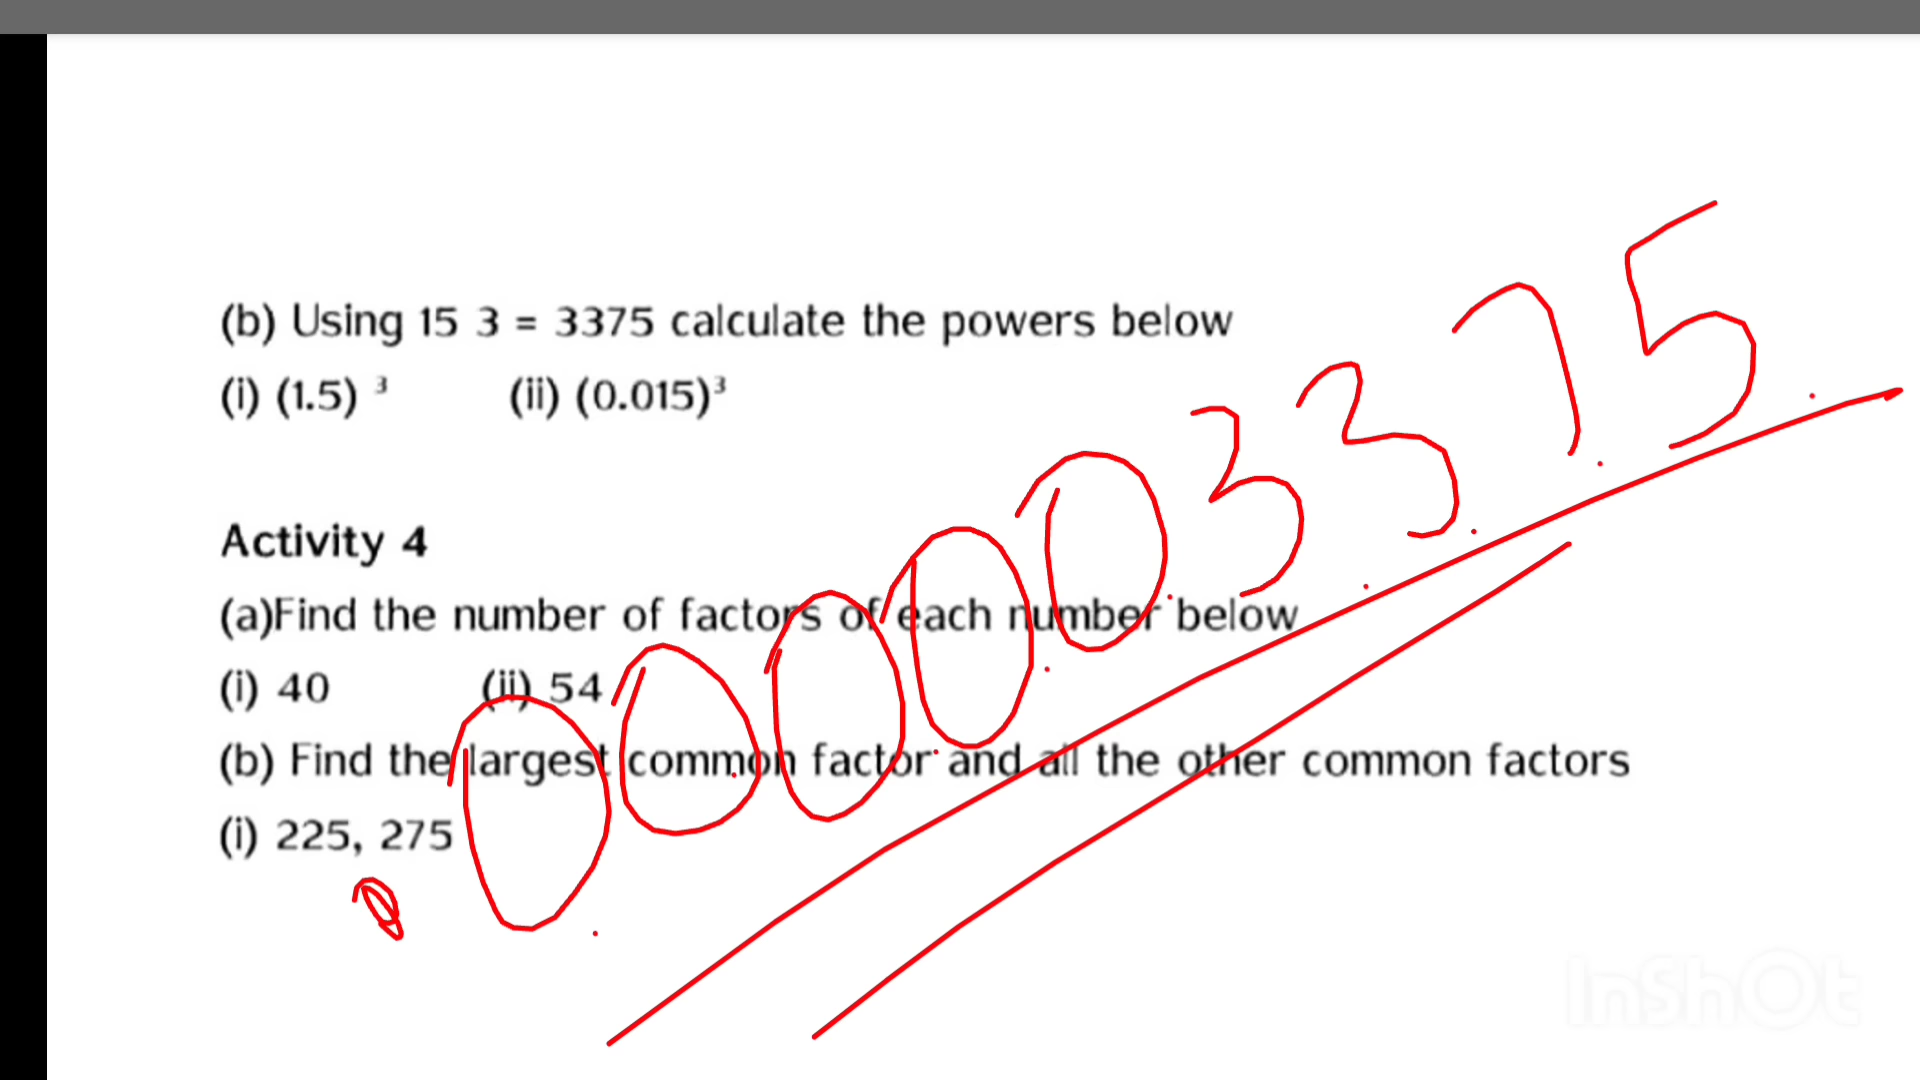 (b) Using 15 3 = 3375 calculate the powers below
(i) (1.5) ³ (ii) (0.015)³
Activity 4
(a)Find the number of factors of each number below
(i) 40 (ii) 54
(b) Find the largest common factor and all the other common factors
(i) 225, 275
000003375
InShOt